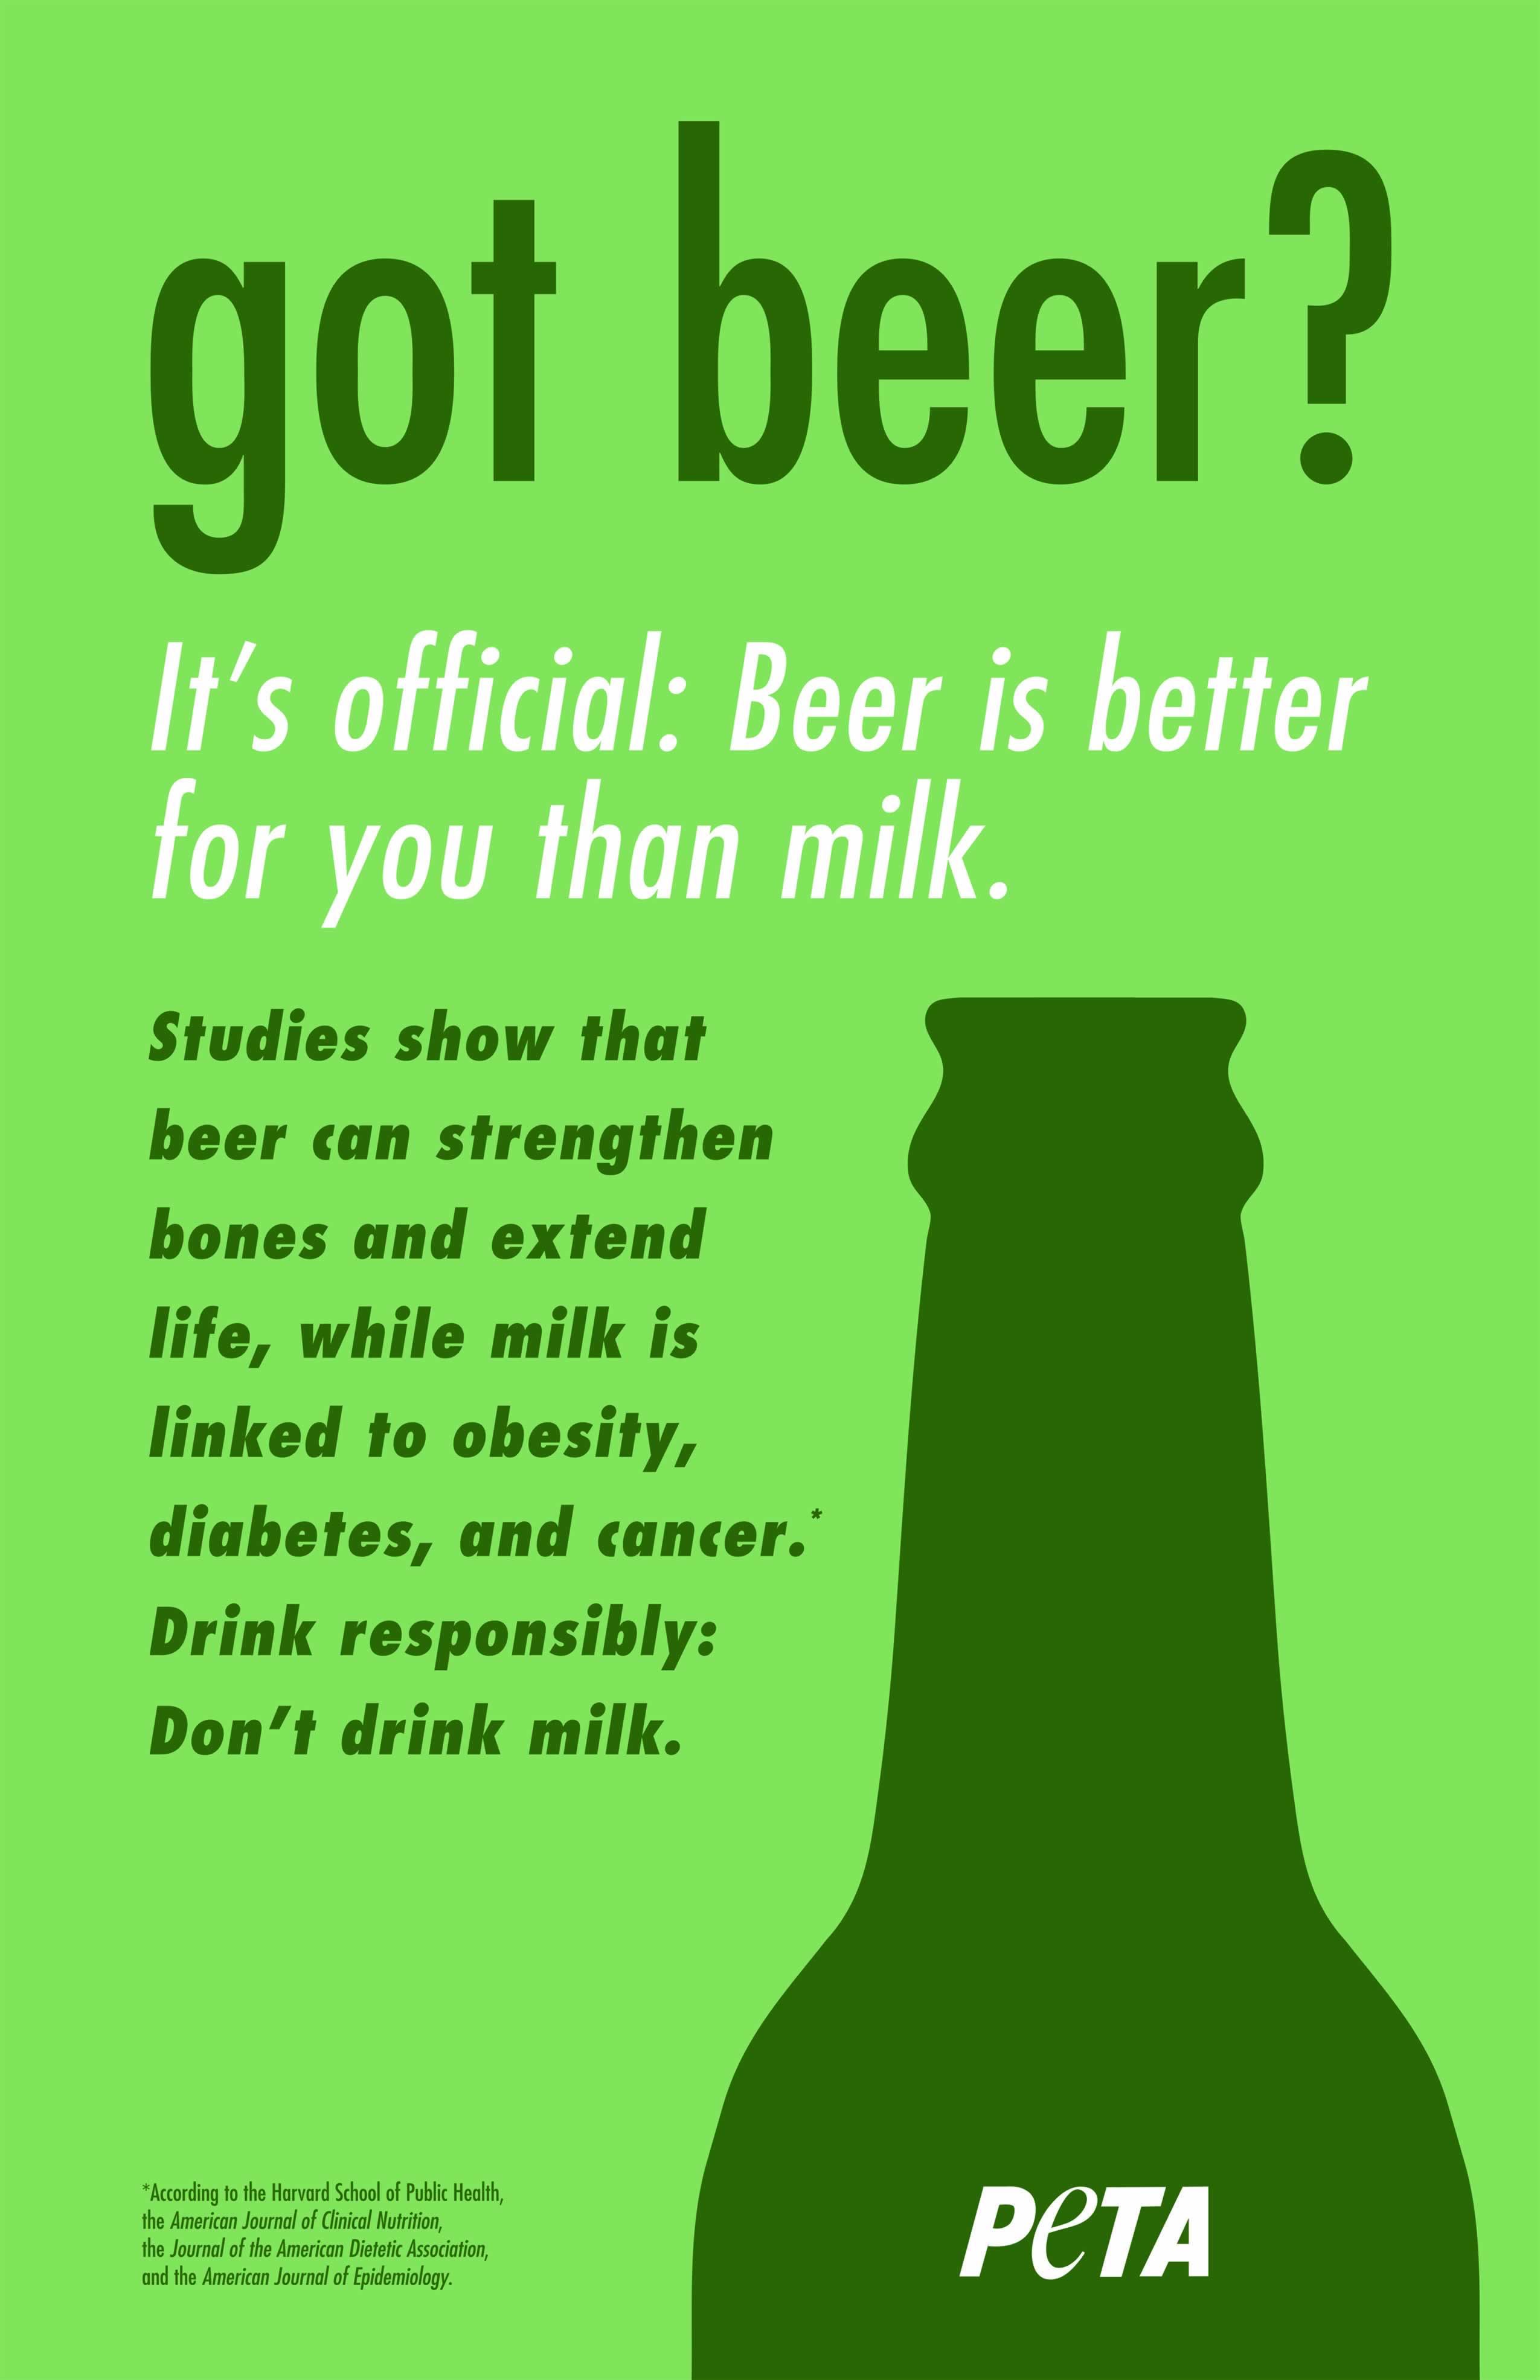 got beer?
It’s official: Beer is better
for you than milk.
Studies show that
beer can strengthen
bones and extend
life, while milk is
linked to obesity,
diabetes, and cancer.*
Drink responsibly:
Don’t drink milk.
*According to the Harvard School of Public Health,
the American Journal of Clinical Nutrition,
the Journal of the American Dietetic Association,
and the American Journal of Epidemiology.
PeTA